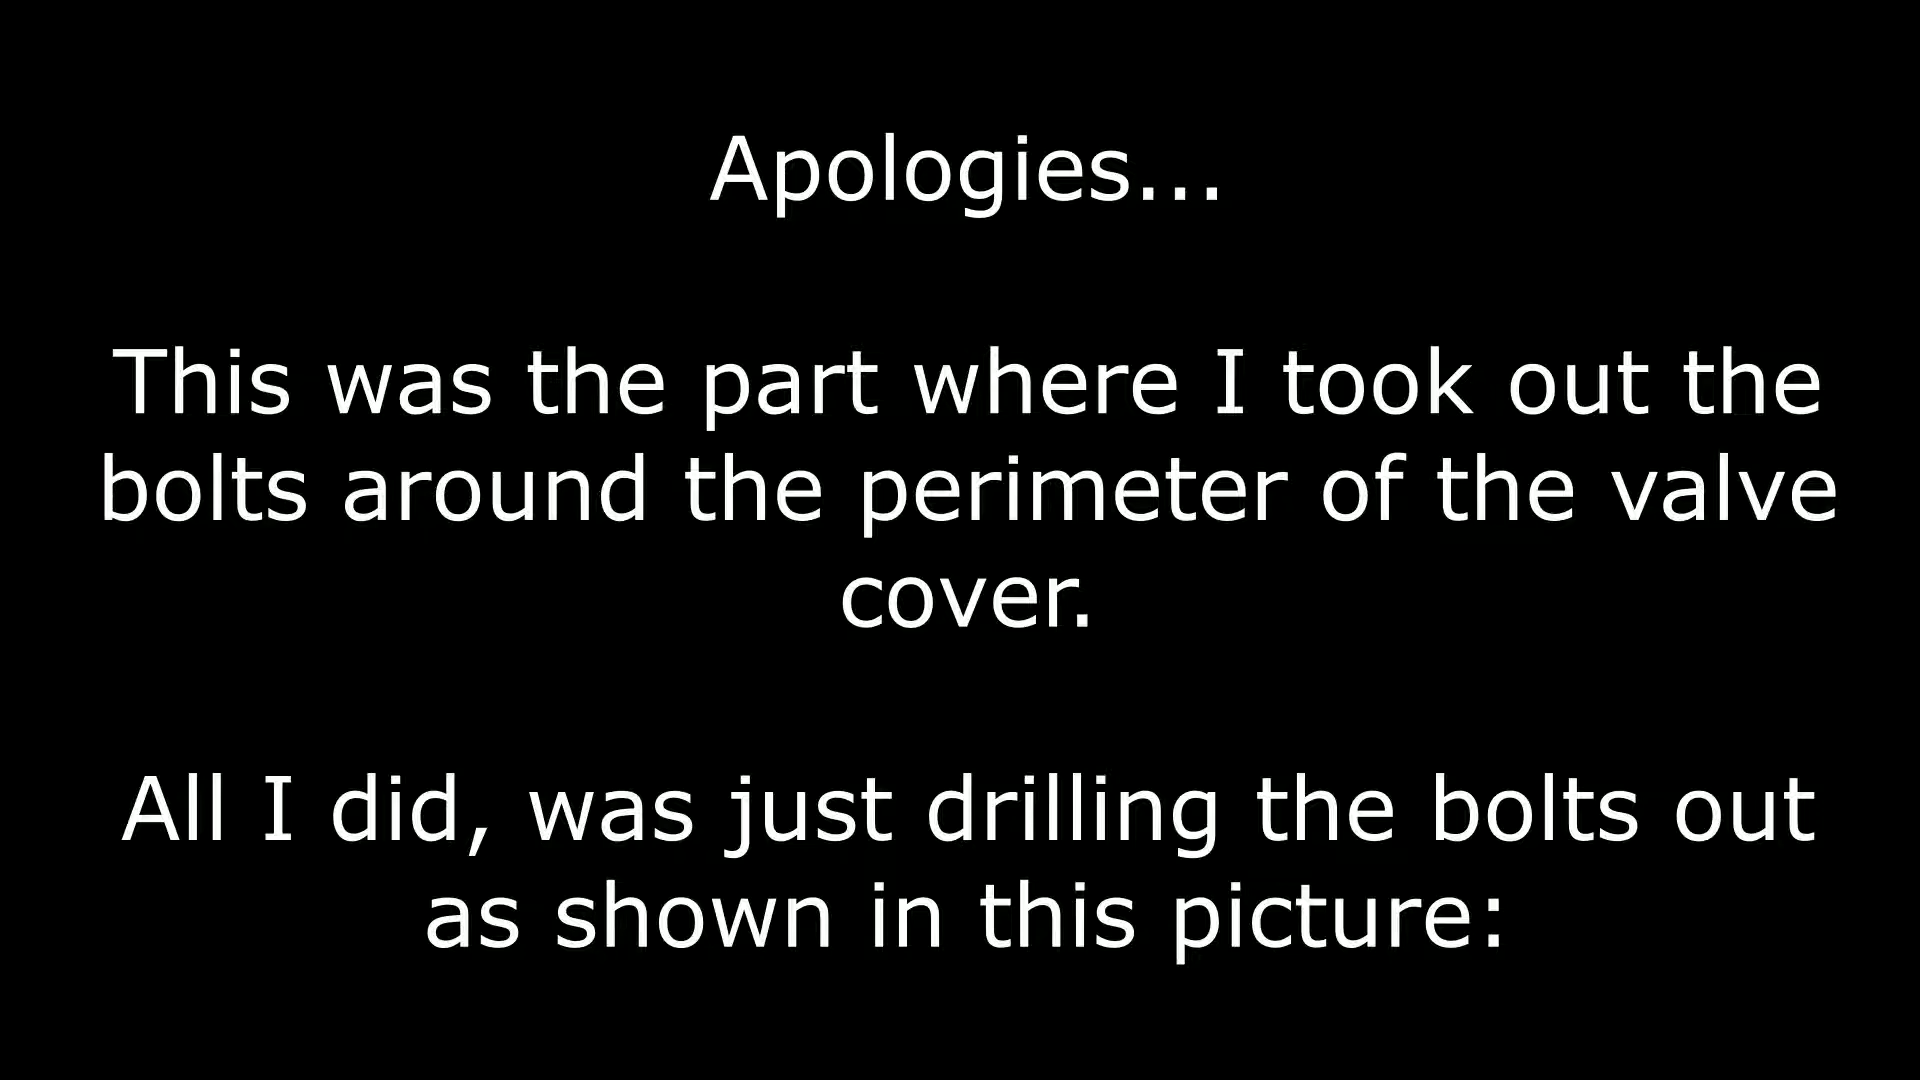 Apologies...
This was the part where I took out the
bolts around the perimeter of the valve
cover.
All I did, was just drilling the bolts out
as shown in this picture: